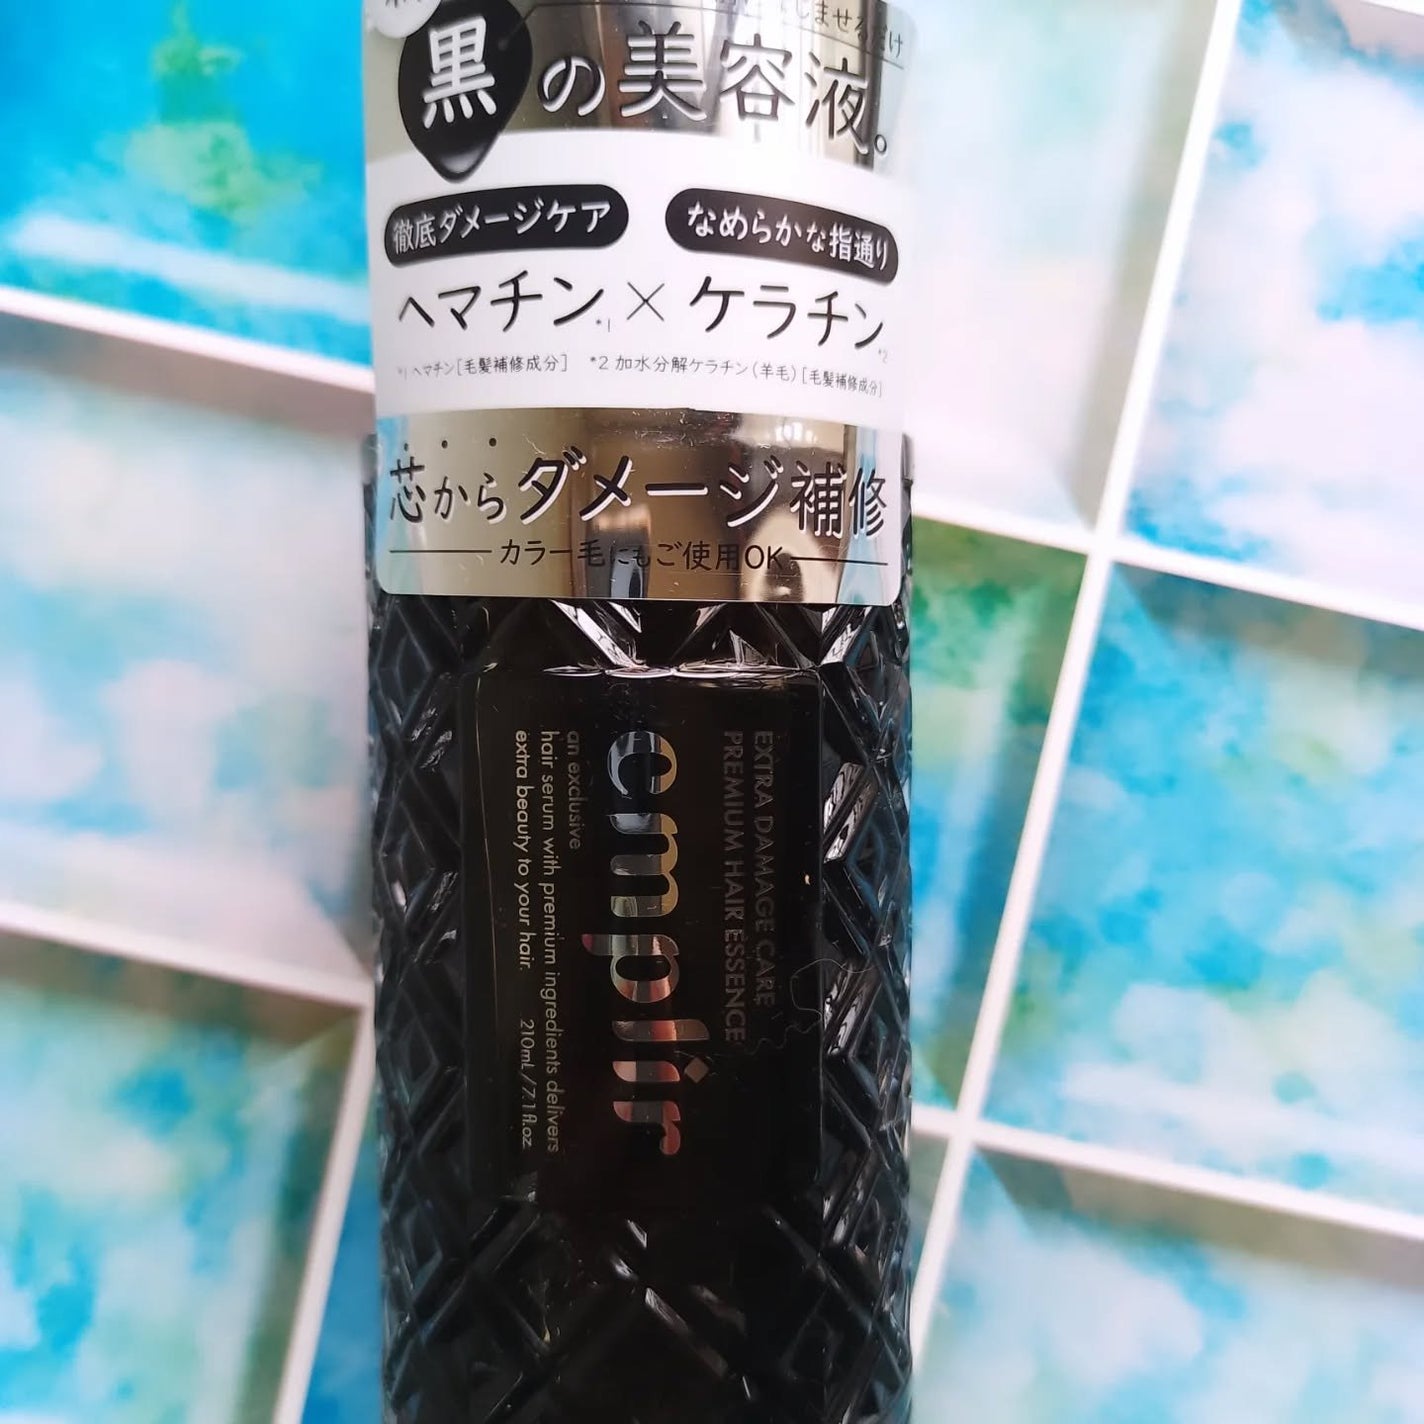 黒の美容液。
徹底ダメージケア
なめらかな指通り
ヘマチン*1×ケラチン*2
*1 ヘマチン[毛髪補修成分] *2 加水分解ケラチン(羊毛)[毛髪補修成分]
芯からダメージ補修
カラー毛にもご使用OK
EXTRA DAMAGE CARE
PREMIUM HAIR ESSENCE
emplir
an exclusive
hair serum with premium ingredients delivers
extra beauty to your hair.
210mL/7.1 fl.oz.